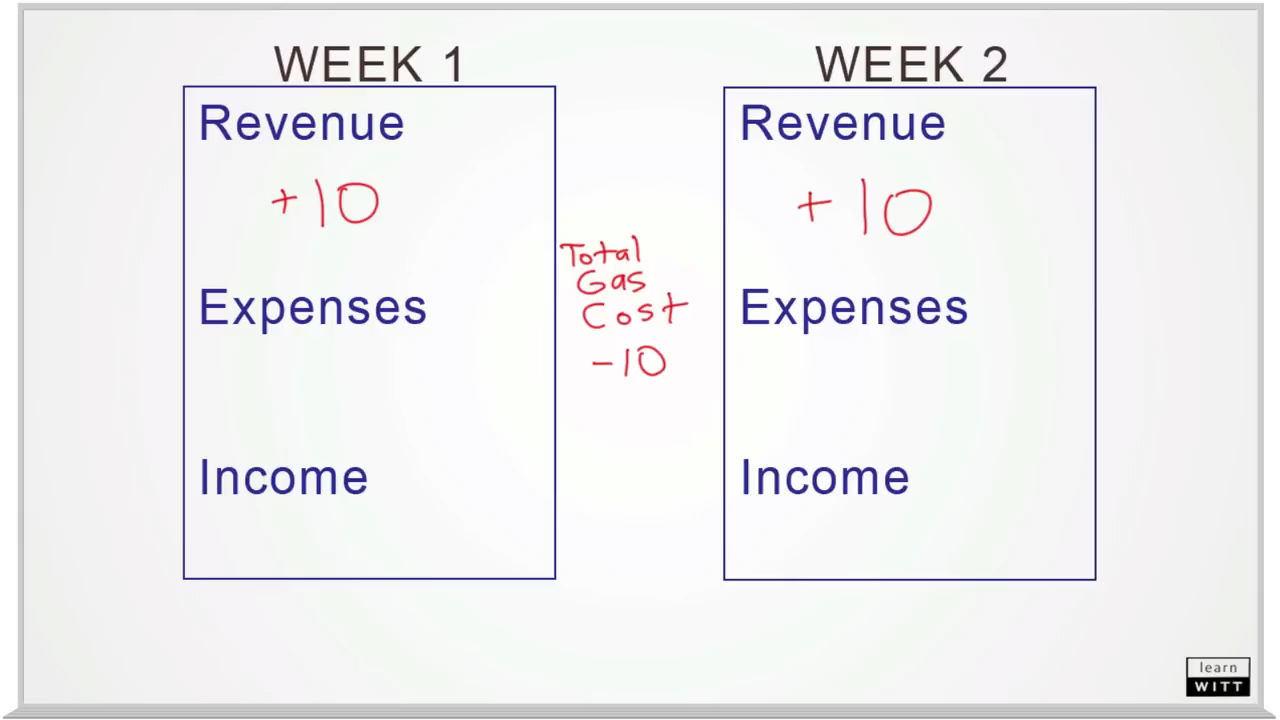 WEEK 1
Revenue
+10
Expenses
Income
Total
Gas
Cost
-10
WEEK 2
Revenue
+10
Expenses
Income
learn
WITT